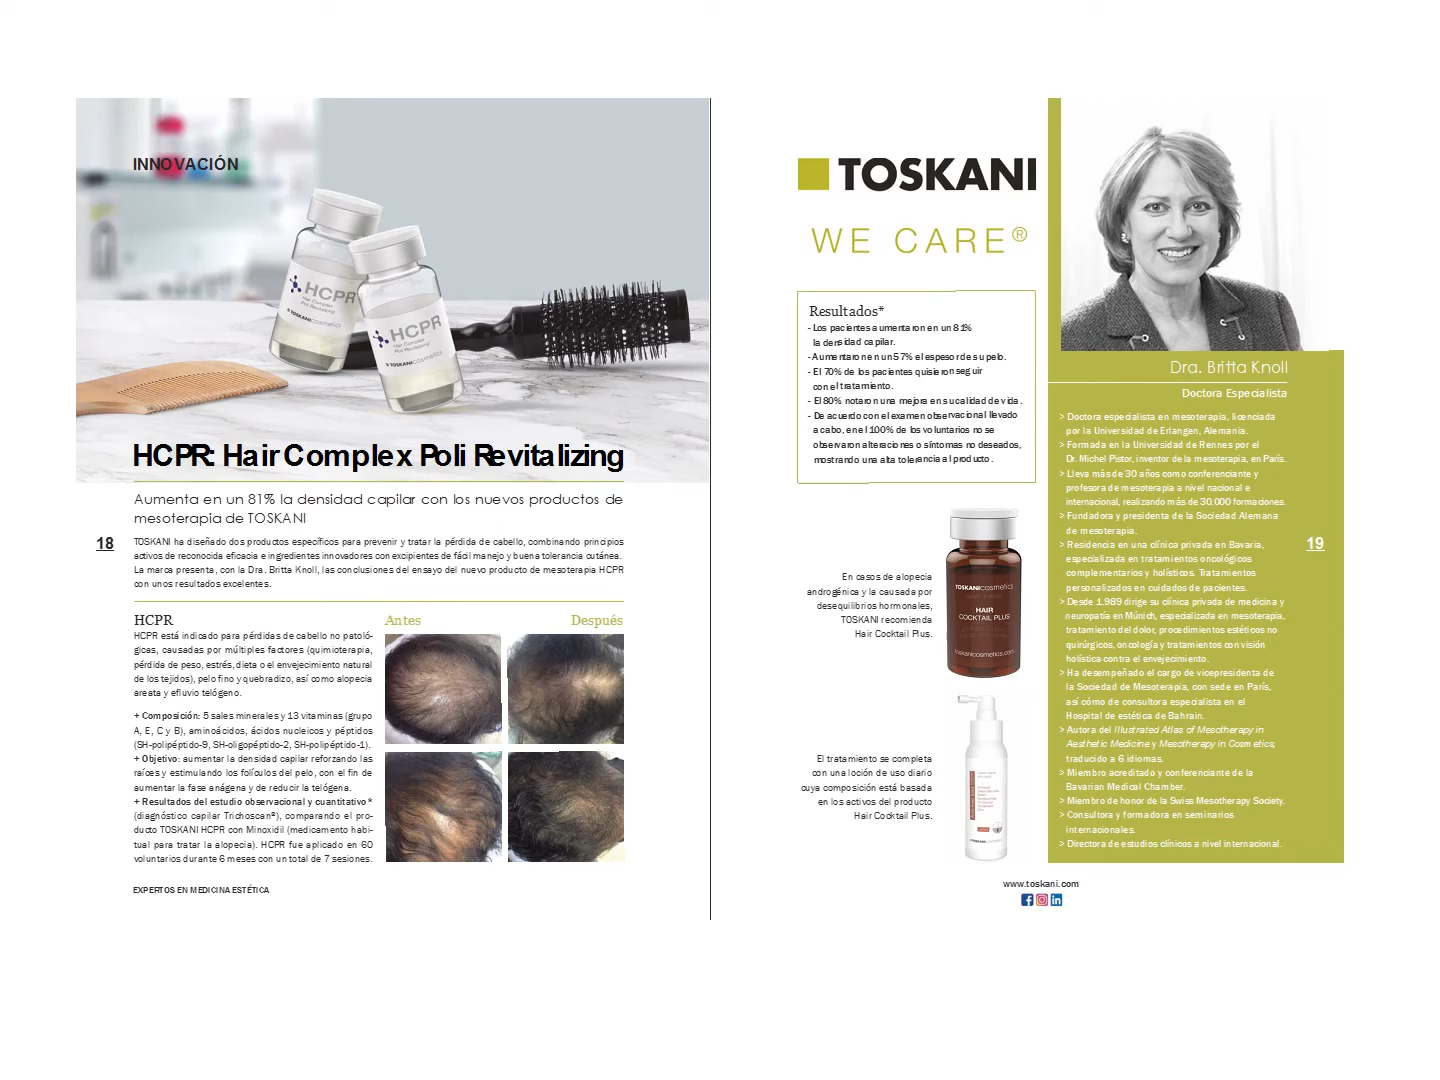 INNOVACIÓN
HCPR
Hair Complex
Poli Revitalizing
TOSKANIcosmetics
HCPR
Hair Complex
Poli Revitalizing
TOSKANIcosmetics
HCPR: Hair Complex Poli Revitalizing
Aumenta en un 81% la densidad capilar con los nuevos productos de
mesoterapia de TOSKANI
18
TOSKANI ha diseñado dos productos específicos para prevenir y tratar la pérdida de cabello, combinando principios
activos de reconocida eficacia e ingredientes innovadores con excipientes de fácil manejo y buena tolerancia cutánea.
La marca presenta, con la Dra. Britta Knoll, las conclusiones del ensayo del nuevo producto de mesoterapia HCPR
con unos resultados excelentes.
HCPR
HCPR está indicado para pérdidas de cabello no patoló-
gicas, causadas por múltiples factores (quimioterapia,
pérdida de peso, estrés, dieta o el envejecimiento natural
de los tejidos), pelo fino y quebradizo, así como alopecia
areata y efluvio telógeno.
+ Composición: 5 sales minerales y 13 vitaminas (grupo
A, E, C y B), aminoácidos, ácidos nucleicos y péptidos
(SH-polipéptido-9, SH-oligopéptido-2, SH-polipéptido-1).
+ Objetivo: aumentar la densidad capilar reforzando las
raíces y estimulando los folículos del pelo, con el fin de
aumentar la fase anágena y de reducir la telógena.
+ Resultados del estudio observacional y cuantitativo*
(diagnóstico capilar Trichoscan®), comparando el pro-
ducto TOSKANI HCPR con Minoxidil (medicamento habi-
tual para tratar la alopecia). HCPR fue aplicado en 60
voluntarios durante 6 meses con un total de 7 sesiones.
Antes Después
EXPERTOS EN MEDICINA ESTÉTICA
TOSKANI
WE CARE®
Resultados*
- Los pacientes aumentaron en un 81%
la densidad capilar.
- Aumentaron en un 57% el espesor de su pelo.
- El 70% de los pacientes quisieron seguir
con el tratamiento.
- El 80% notaron una mejora en su calidad de vida.
- De acuerdo con el examen observacional llevado
a cabo, en el 100% de los voluntarios no se
observaron alteraciones o síntomas no deseados,
mostrando una alta tolerancia al producto.
En casos de alopecia
androgénica y la causada por
desequilibrios hormonales,
TOSKANI recomienda
Hair Cocktail Plus.
TOSKANIcosmetics
HAIR
COCKTAIL PLUS
toskanicosmetics.com
El tratamiento se completa
con una loción de uso diario
cuya composición está basada
en los activos del producto
Hair Cocktail Plus.
TOSKANIcosmetics
www.toskani.com
Dra. Britta Knoll
Doctora Especialista
> Doctora especialista en mesoterapia, licenciada
por la Universidad de Erlangen, Alemania.
> Formada en la Universidad de Rennes por el
Dr. Michel Pistor, inventor de la mesoterapia, en París.
> Lleva más de 30 años como conferenciante y
profesora de mesoterapia a nivel nacional e
internacional, realizando más de 30.000 formaciones.
> Fundadora y presidenta de la Sociedad Alemana
de mesoterapia.
> Residencia en una clínica privada en Bavaria,
especializada en tratamientos oncológicos
complementarios y holísticos. Tratamientos
personalizados en cuidados de pacientes.
> Desde 1.989 dirige su clínica privada de medicina y
neuropatía en Múnich, especializada en mesoterapia,
tratamiento del dolor, procedimientos estéticos no
quirúrgicos, oncología y tratamientos con visión
holística contra el envejecimiento.
> Ha desempeñado el cargo de vicepresidenta de
la Sociedad de Mesoterapia, con sede en París,
así cómo de consultora especialista en el
Hospital de estética de Bahrain.
> Autora del Illustrated Atlas of Mesotherapy in
Aesthetic Medicine y Mesotherapy in Cosmetics,
traducido a 6 idiomas.
> Miembro acreditado y conferenciante de la
Bavarian Medical Chamber.
> Miembro de honor de la Swiss Mesotherapy Society.
> Consultora y formadora en seminarios
internacionales.
> Directora de estudios clínicos a nivel internacional.
19